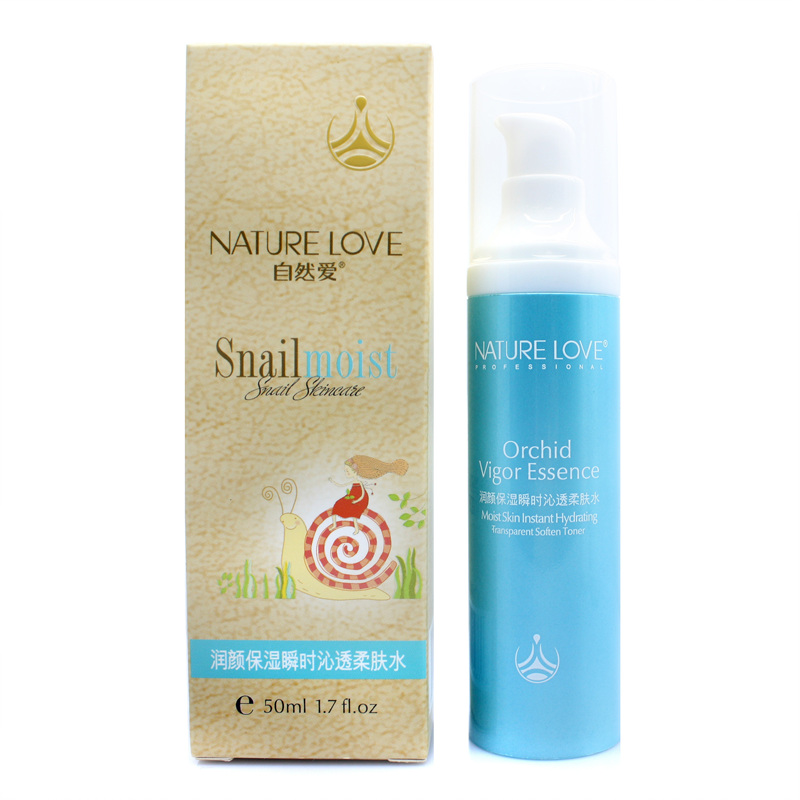 NATURE LOVE
自然爱®
Snailmoist
Snail Skincare
润颜保湿瞬时沁透柔肤水
e 50ml 1.7 fl.oz
NATURE LOVE®
PROFESSIONAL
Orchid
Vigor Essence
润颜保湿瞬时沁透柔肤水
Moist Skin Instant Hydrating
Transparent Soften Toner